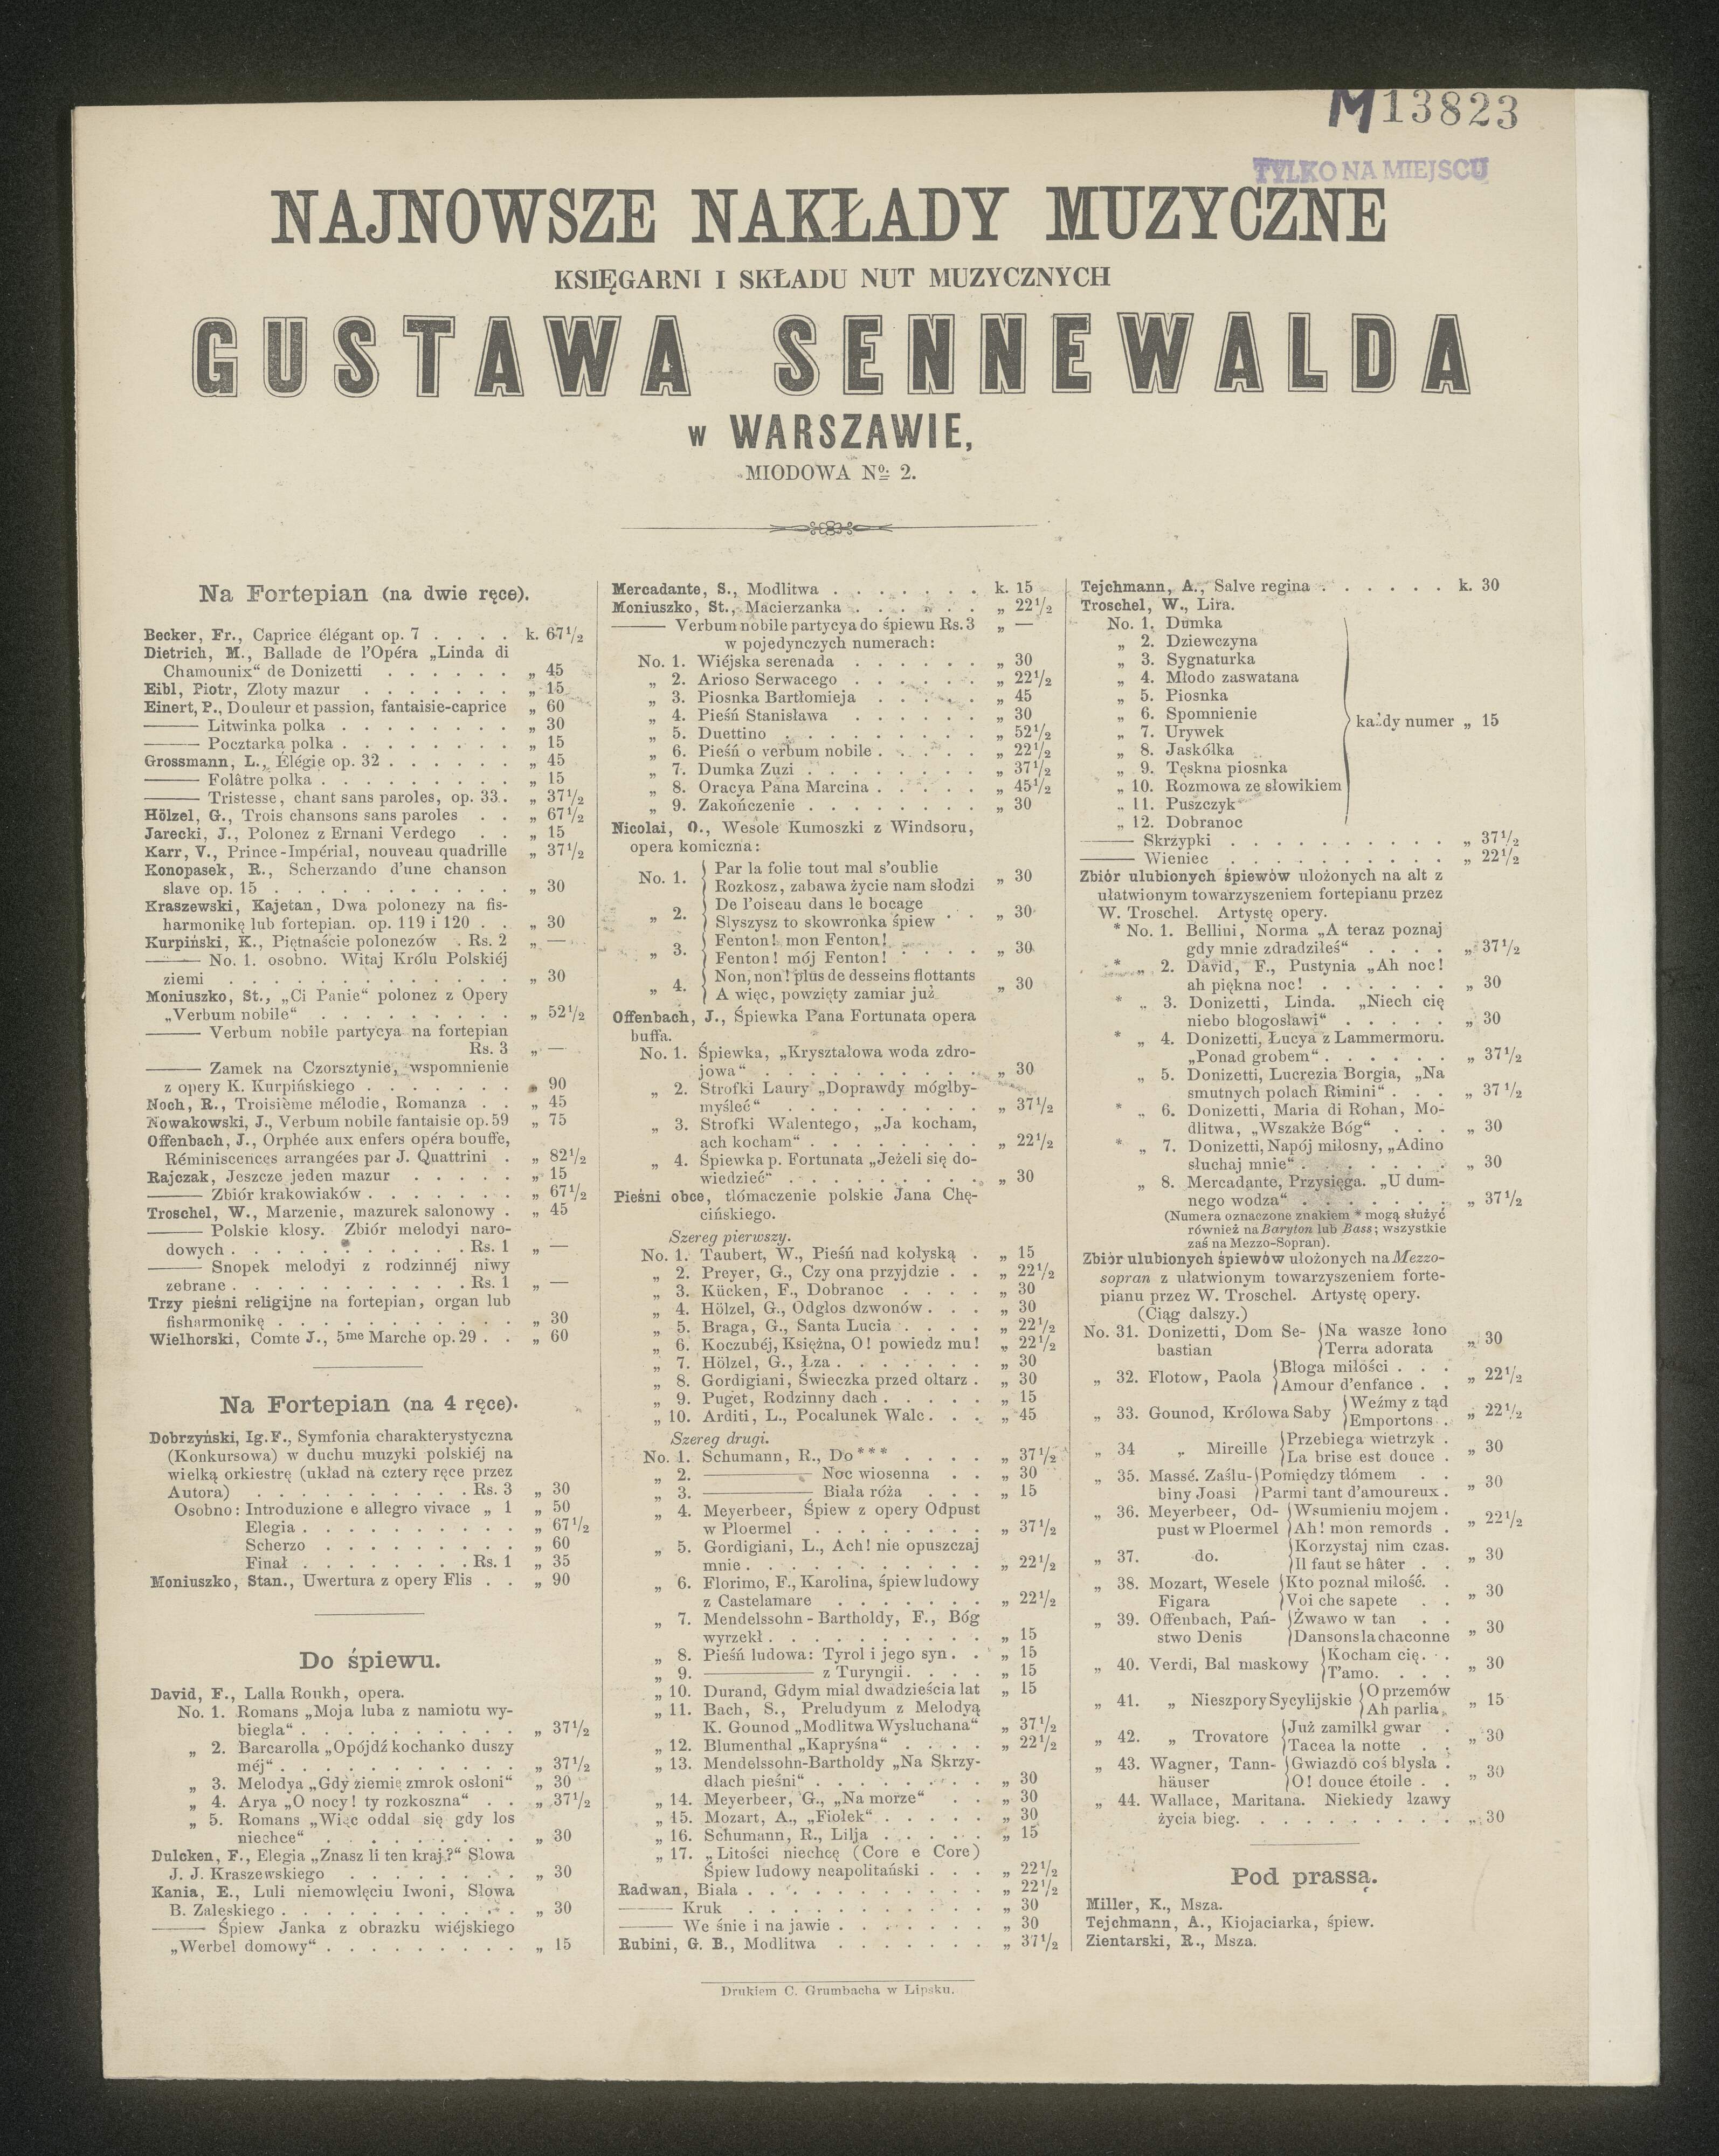 M 13823
TYLKO NA MIEJSCU
NAJNOWSZE NAKŁADY MUZYCZNE
KSIĘGARNI I SKŁADU NUT MUZYCZNYCH
GUSTAWA SENNEWALDA
w WARSZAWIE,
MIODOWA No. 2.
Na Fortepian (na dwie ręce).
Becker, Fr., Caprice élégant op. 7 . . . . k. 67½
Dietrich, M., Ballade de l'Opéra „Linda di
Chamounix“ de Donizetti . . . . . . „ 45
Eibl, Piotr, Zloty mazur . . . . . . . „ 15
Einert, P., Douleur et passion, fantaisie-caprice „ 60
—— Litwinka polka . . . . . . . . „ 30
—— Pocztarka polka . . . . . . . . „ 15
Grossmann, L., Élégie op. 32 . . . . . . „ 45
—— Folâtre polka . . . . . . . . . „ 15
—— Tristesse, chant sans paroles, op. 33 . . „ 37½
Hölzel, G., Trois chansons sans paroles . . „ 67½
Jarecki, J., Polonez z Ernani Verdego . . „ 15
Karr, V., Prince-Impérial, nouveau quadrille „ 37½
Konopasek, R., Scherzando d'une chanson
slave op. 15 . . . . . . . . . . . „ 30
Kraszewski, Kajetan, Dwa polonezy na fis-
harmonikę lub fortepian. op. 119 i 120 . . „ 30
Kurpiński, K., Piętnaście polonezów . Rs. 2 „ —
—— No. 1. osobno. Witaj Królu Polskiéj
ziemi . . . . . . . . . . . . . „ 30
Moniuszko, St., „Ci Panie“ polonez z Opery
„Verbum nobile“ . . . . . . . . . „ 52½
—— Verbum nobile partycya na fortepian
Rs. 3 „ —
—— Zamek na Czorsztynie, wspomnienie
z opery K. Kurpińskiego . . . . . . . „ 90
Noch, R., Troisième mélodie, Romanza . . „ 45
Nowakowski, J., Verbum nobile fantaisie op. 59 „ 75
Offenbach, J., Orphée aux enfers opéra bouffe,
Réminiscences arrangées par J. Quattrini . „ 82½
Rajczak, Jeszcze jeden mazur . . . . . „ 15
—— Zbiór krakowiaków . . . . . . . „ 67½
Troschel, W., Marzenie, mazurek salonowy . „ 45
—— Polskie klosy. Zbiór melodyi naro-
dowych . . . . . . . . . . . . Rs. 1 „ —
—— Snopek melodyi z rodzinnéj niwy
zebrane . . . . . . . . . . . . Rs. 1 „ —
Trzy pieśni religijne na fortepian, organ lub
fisharmonikę . . . . . . . . . . . „ 30
Wielhorski, Comte J., 5me Marche op. 29 . . „ 60
Na Fortepian (na 4 ręce).
Dobrzyński, Ig. F., Symfonia charakterystyczna
(Konkursowa) w duchu muzyki polskiéj na
wielką orkiestrę (układ na cztery ręce przez
Autora) . . . . . . . . . . . Rs. 3 „ 30
Osobno: Introduzione e allegro vivace „ 1 „ 50
Elegia . . . . . . . . . . „ 67½
Scherzo . . . . . . . . . „ 60
Finał . . . . . . . . Rs. 1 „ 35
Moniuszko, Stan., Uwertura z opery Flis . . „ 90
Do śpiewu.
David, F., Lalla Roukh, opera.
No. 1. Romans „Moja luba z namiotu wy-
biegla“ . . . . . . . . . . . „ 37½
„ 2. Barcarolla „Opójdź kochanko duszy
méj“ . . . . . . . . . . . . „ 37½
„ 3. Melodya „Gdy ziemię zmrok osłoni“ „ 30
„ 4. Arya „O nocy! ty rozkoszna“ . . „ 37½
„ 5. Romans „Więc oddal się gdy los
niechce“ . . . . . . . . . . „ 30
Dulcken, F., Elegia „Znasz li ten kraj?“ Słowa
J. J. Kraszewskiego . . . . . . . . „ 30
Kania, E., Luli niemowlęciu Iwoni, Słowa
B. Zaleskiego . . . . . . . . . . . „ 30
—— Śpiew Janka z obrazku wiéjskiego
„Werbel domowy“ . . . . . . . . . „ 15
Mercadante, S., Modlitwa . . . . . . . k. 15
Moniuszko, St., Macierzanka . . . . . . „ 22½
—— Verbum nobile partycya do śpiewu Rs. 3 „ —
w pojedynczych numerach:
No. 1. Wiéjska serenada . . . . . . „ 30
„ 2. Arioso Serwacego . . . . . . „ 22½
„ 3. Piosnka Bartłomieja . . . . . „ 45
„ 4. Pieśń Stanisława . . . . . . „ 30
„ 5. Duettino . . . . . . . . . „ 52½
„ 6. Pieśń o verbum nobile . . . . . „ 22½
„ 7. Dumka Zuzi . . . . . . . . „ 37½
„ 8. Oracya Pana Marcina . . . . . „ 45½
„ 9. Zakończenie . . . . . . . . „ 30
Nicolai, O., Wesole Kumoszki z Windsoru,
opera komiczna:
No. 1. Par la folie tout mal s'oublie
Rozkosz, zabawa życie nam słodzi „ 30
„ 2. De l'oiseau dans le bocage
Slyszysz to skowronka śpiew . . „ 30
„ 3. Fenton! mon Fenton!
Fenton! mój Fenton! . . . . „ 30
„ 4. Non, non! plus de desseins flottants
A więc, powzięty zamiar już „ 30
Offenbach, J., Śpiewka Pana Fortunata opera
buffa.
No. 1. Śpiewka, „Kryształowa woda zdro-
jowa“ . . . . . . . . . . . „ 30
„ 2. Strofki Laury „Doprawdy mógłby-
myśleć“ . . . . . . . . . . „ 37½
„ 3. Strofki Walentego, „Ja kocham,
ach kocham“ . . . . . . . . „ 22½
„ 4. Śpiewka p. Fortunata „Jeżeli się do-
wiedzieć“ . . . . . . . . . . „ 30
Pieśni obce, tlómaczenie polskie Jana Chę-
cińskiego.
Szereg pierwszy.
No. 1. Taubert, W., Pieśń nad kołyską . „ 15
„ 2. Preyer, G., Czy ona przyjdzie . . „ 22½
„ 3. Kücken, F., Dobranoc . . . . „ 30
„ 4. Hölzel, G., Odglos dzwonów . . . „ 30
„ 5. Braga, G., Santa Lucia . . . . „ 22½
„ 6. Koczubéj, Księżna, O! powiedz mu! „ 22½
„ 7. Hölzel, G., Łza . . . . . . . „ 30
„ 8. Gordigiani, Świeczka przed oltarz . „ 30
„ 9. Puget, Rodzinny dach . . . . . „ 15
„ 10. Arditi, L., Pocalunek Walc . . . „ 45
Szereg drugi.
No. 1. Schumann, R., Do *** . . . . „ 37½
„ 2. —— Noc wiosenna . . „ 30
„ 3. —— Biała róża . . . „ 15
„ 4. Meyerbeer, Śpiew z opery Odpust
w Ploermel . . . . . . . . „ 37½
„ 5. Gordigiani, L., Ach! nie opuszczaj
mnie . . . . . . . . . . . „ 22½
„ 6. Florimo, F., Karolina, śpiew ludowy
z Castelamare . . . . . . . „ 22½
„ 7. Mendelssohn-Bartholdy, F., Bóg
wyrzekł . . . . . . . . . . „ 15
„ 8. Pieśń ludowa: Tyrol i jego syn . . „ 15
„ 9. —— z Turyngii . . . . „ 15
„ 10. Durand, Gdym miał dwadzieścia lat „ 15
„ 11. Bach, S., Preludyum z Melodyą
K. Gounod „Modlitwa Wysłuchana“ „ 37½
„ 12. Blumenthal „Kapryśna“ . . . . „ 22½
„ 13. Mendelssohn-Bartholdy „Na Skrzy-
dłach pieśni“ . . . . . . . . „ 30
„ 14. Meyerbeer, G., „Na morze“ . . „ 30
„ 15. Mozart, A., „Fiołek“ . . . . . „ 30
„ 16. Schumann, R., Lilja . . . . . „ 15
„ 17. „Litości niechcę (Core e Core)
Śpiew ludowy neapolitański . . . „ 22½
Radwan, Biała . . . . . . . . . . . „ 22½
—— Kruk . . . . . . . . . . . . „ 30
—— We śnie i na jawie . . . . . . . „ 30
Rubini, G. B., Modlitwa . . . . . . . „ 37½
Tejchmann, A., Salve regina . . . . . . k. 30
Troschel, W., Lira.
No. 1. Dumka
„ 2. Dziewczyna
„ 3. Sygnaturka
„ 4. Młodo zaswatana
„ 5. Piosnka
„ 6. Spomnienie
każdy numer „ 15
„ 7. Urywek
„ 8. Jaskółka
„ 9. Tęskna piosnka
„ 10. Rozmowa ze słowikiem
„ 11. Puszczyk
„ 12. Dobranoc
—— Skrzypki . . . . . . . . . . „ 37½
—— Wieniec . . . . . . . . . . „ 22½
Zbiór ulubionych śpiewów ulożonych na alt z
ułatwionym towarzyszeniem fortepianu przez
W. Troschel. Artystę opery.
* No. 1. Bellini, Norma „A teraz poznaj
gdy mnie zdradziłeś“ . . . . „ 37½
* „ 2. David, F., Pustynia „Ah noc!
ah piękna noc! . . . . . . „ 30
* „ 3. Donizetti, Linda. „Niech cię
niebo błogosławi“ . . . . . „ 30
* „ 4. Donizetti, Łucya z Lammermoru.
„Ponad grobem“ . . . . . . „ 37½
„ 5. Donizetti, Lucrezia Borgia, „Na
smutnych polach Rimini“ . . . „ 37½
* „ 6. Donizetti, Maria di Rohan, Mo-
dlitwa, „Wszakże Bóg“ . . . „ 30
* „ 7. Donizetti, Napój miłosny, „Adino
słuchaj mnie“ . . . . . . . „ 30
„ 8. Mercadante, Przysięga. „U dum-
nego wodza“ . . . . . . . „ 37½
(Numera oznaczone znakiem * mogą służyć
również na Baryton lub Bass; wszystkie
zaś na Mezzo-Sopran).
Zbiór ulubionych śpiewów ułożonych na Mezzo-
sopran z ulatwionym towarzyszeniem forte-
pianu przez W. Troschel. Artystę opery.
(Ciąg dalszy.)
No. 31. Donizetti, Dom Se- Na wasze łono
bastian Terra adorata „ 30
„ 32. Flotow, Paola Bloga miłości . . .
Amour d'enfance . . „ 22½
„ 33. Gounod, Królowa Saby Weźmy z tąd
Emportons . „ 22½
„ 34 „ Mireille Przebiega wietrzyk .
La brise est douce . „ 30
„ 35. Massé. Zaślu- Pomiędzy tlómem . .
biny Joasi Parmi tant d'amoureux . „ 30
„ 36. Meyerbeer, Od- Wsumieniu mojem .
pust w Ploermel Ah! mon remords . „ 22½
„ 37. do. Korzystaj nim czas.
Il faut se hâter . . „ 30
„ 38. Mozart, Wesele Kto poznal miłość. .
Figara Voi che sapete . . „ 30
„ 39. Offenbach, Pań- Żwawo w tan . .
stwo Denis Dansons la chaconne „ 30
„ 40. Verdi, Bal maskowy Kocham cię. . .
T'amo. . . . „ 30
„ 41. „ Nieszpory Sycylijskie O przemów
Ah parlia „ 15
„ 42. „ Trovatore Już zamilkł gwar .
Tacea la notte . . „ 30
„ 43. Wagner, Tann- Gwiazdo coś blysła .
häuser O! douce étoile . . „ 30
„ 44. Wallace, Maritana. Niekiedy łzawy
życia bieg. . . . . . . . . . „ 30
Pod prassą.
Miller, K., Msza.
Tejchmann, A., Kiojaciarka, śpiew.
Zientarski, R., Msza.
Drukiem C. Grumbacha w Lipsku.